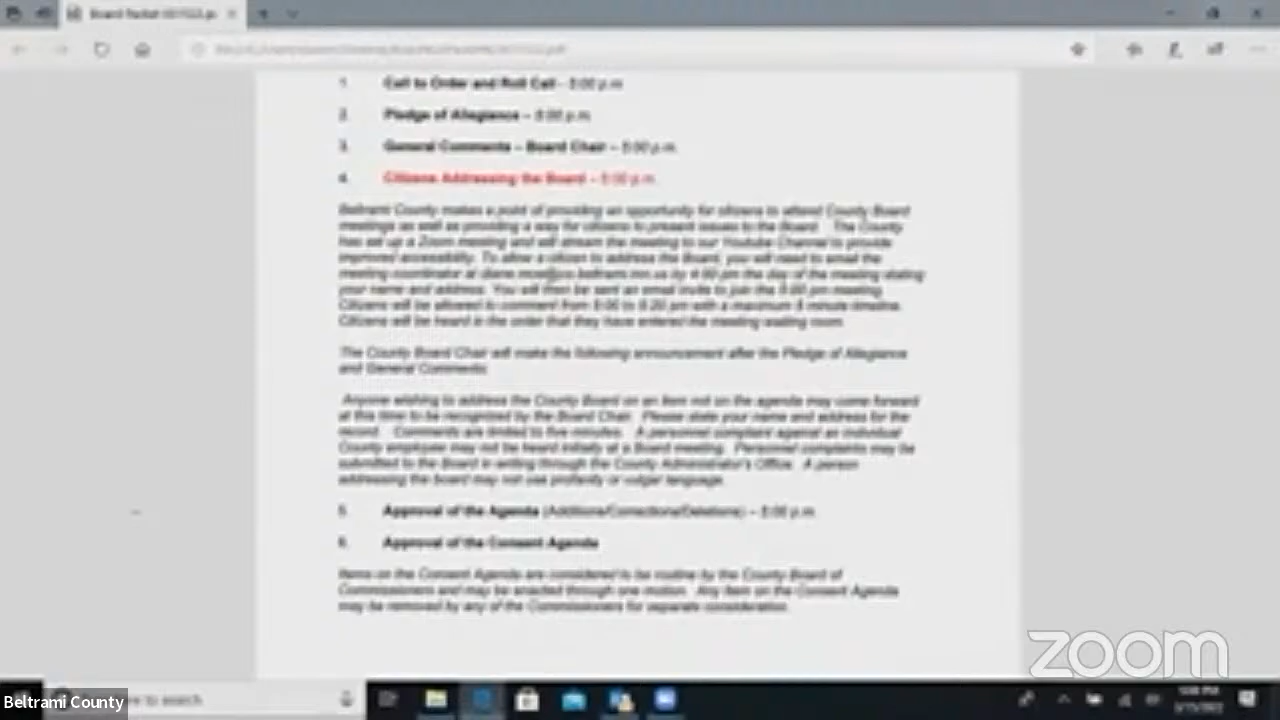 1. Call to Order and Roll Call - 5:00 p.m.
2. Pledge of Allegiance – 5:00 p.m.
3. General Comments – Board Chair – 5:00 p.m.
4. Citizens Addressing the Board – 5:00 p.m.
Beltrami County makes a point of providing an opportunity for citizens to attend County Board
meetings as well as providing a way for citizens to present issues to the Board. The County
has set up a Zoom meeting and will stream the meeting to our Youtube Channel to provide
improved accessibility. To allow a citizen to address the Board, you will need to email the
meeting coordinator at by 4:00 pm the day of the meeting stating
your name and address. You will then be sent an email invite to join the 5:00 pm meeting.
Citizens will be allowed to comment from 5:00 to pm with a maximum 5 minute timeline.
Citizens will be heard in the order that they have entered the meeting waiting room.
The County Board Chair will make the following announcement after the Pledge of Allegiance
and General Comments:
Anyone wishing to address the County Board on an item not on the agenda may come forward
at this time to be recognized by the Board Chair. Please state your name and address for the
record. Comments are limited to five minutes. A personnel complaint against an individual
County employee may not be heard initially at a Board meeting. Personnel complaints may be
submitted to the Board in writing through the County Administrator's Office. A person
addressing the board may not use profanity or vulgar language.
5. Approval of the Agenda (Additions/Corrections/Deletions) – 5:00 p.m.
6. Approval of the Consent Agenda
Items on the Consent Agenda are considered to be routine by the County Board of
Commissioners and may be enacted through one motion. Any item on the Consent Agenda
may be removed by any of the Commissioners for separate consideration.
zoom
Beltrami County
to search